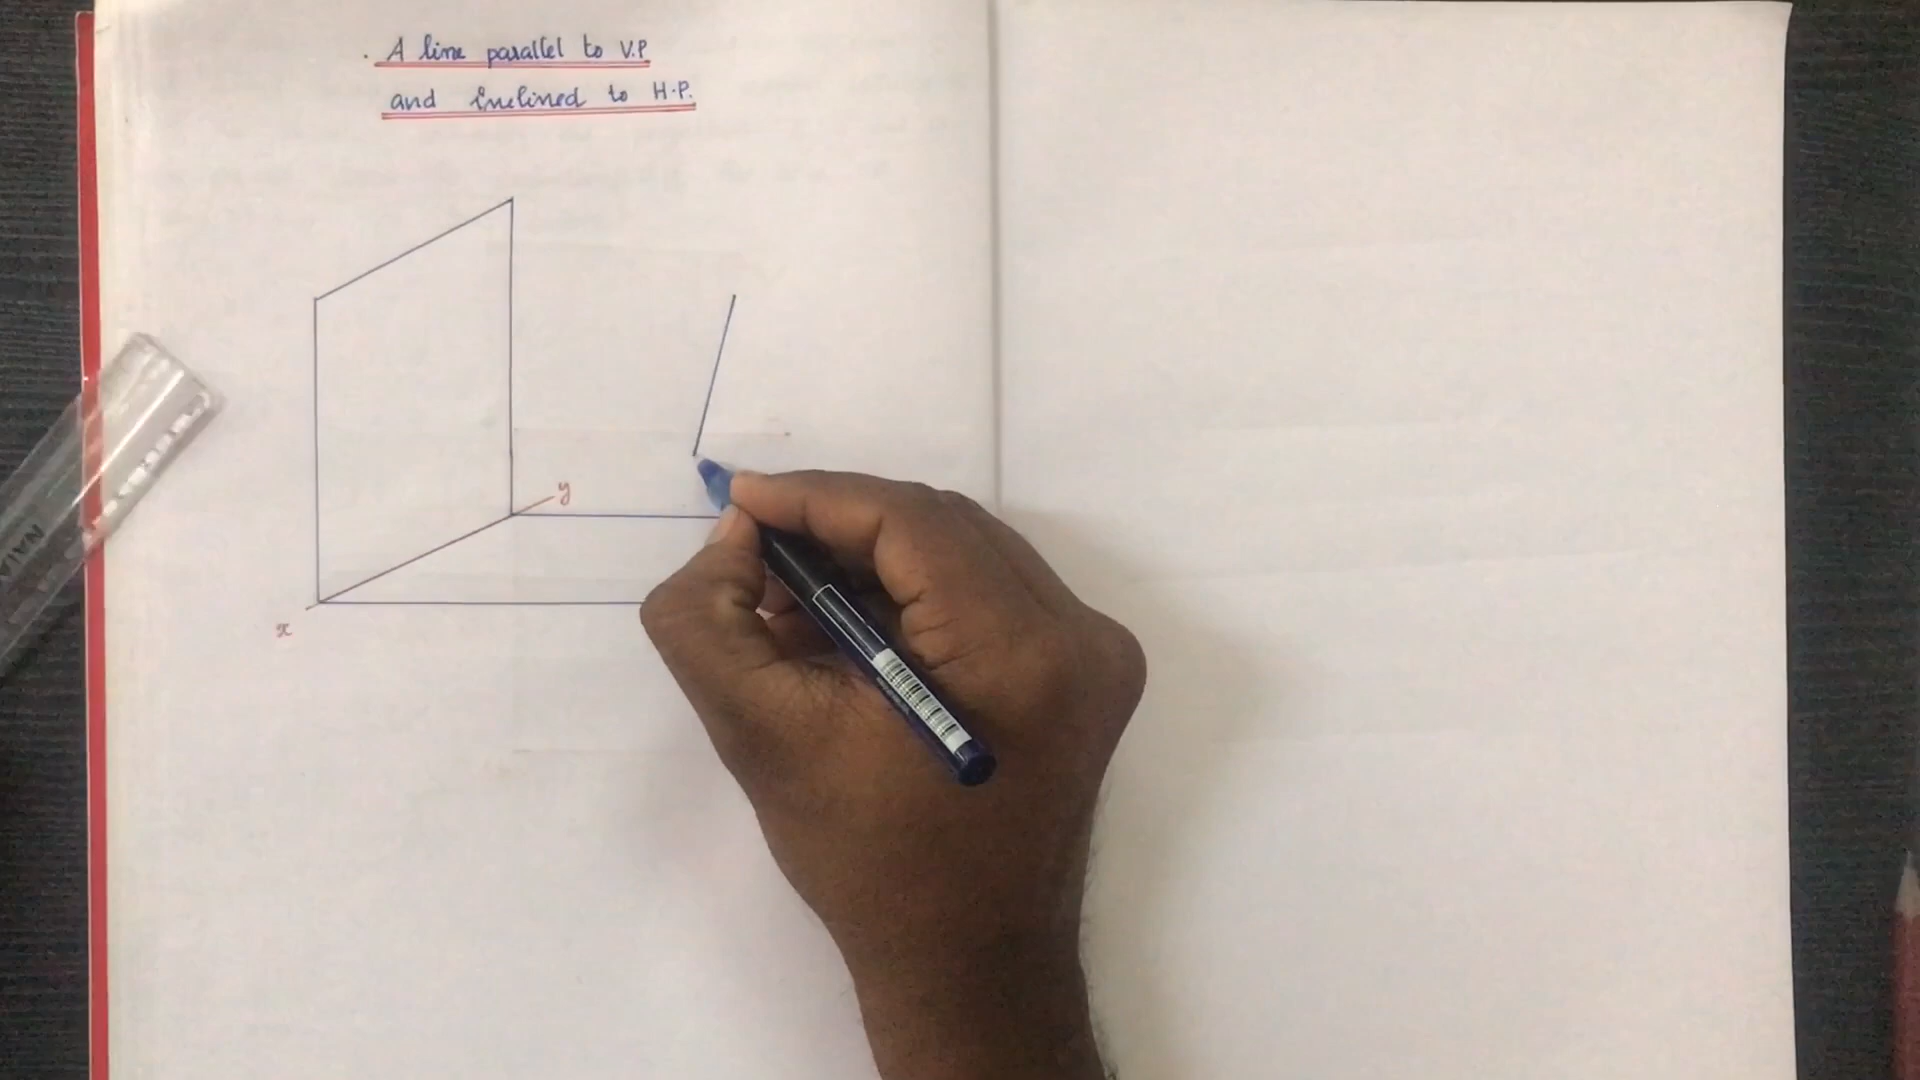 . A line parallel to V.P
and inclined to H.P.
y
x